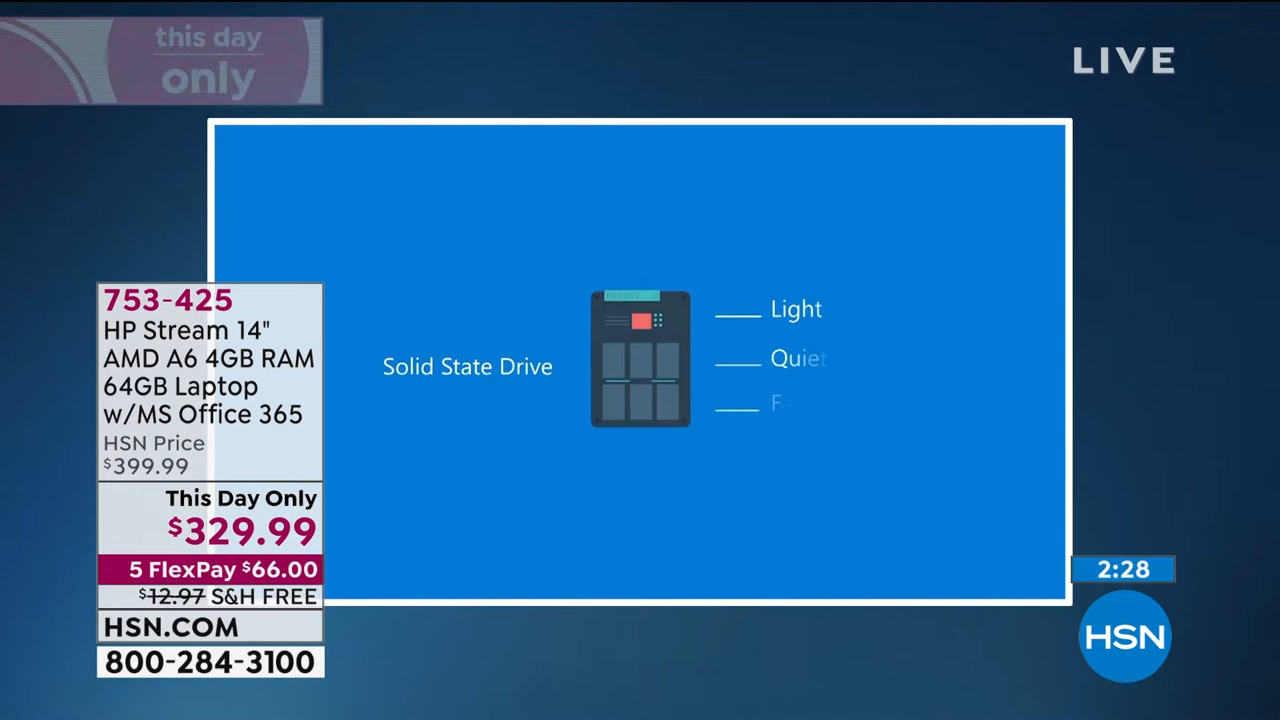 this day
only
LIVE
Solid State Drive
Light
Quiet
753-425
HP Stream 14"
AMD A6 4GB RAM
64GB Laptop
w/MS Office 365
HSN Price
$399.99
This Day Only
$329.99
5 FlexPay $66.00
$12.97 S&H FREE
HSN.COM
800-284-3100
2:28
HSN